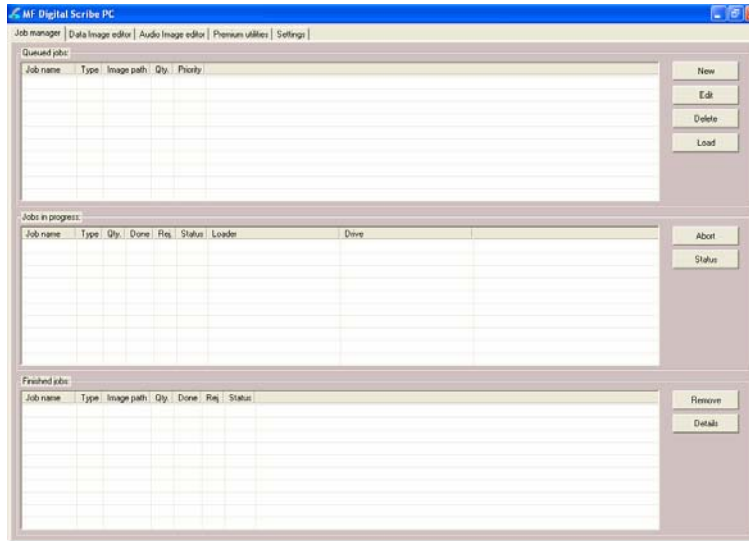 MF Digital Scribe PC
Job manager Data Image editor Audio Image editor Premium utilities Settings
Queued jobs:
Job name Type Image path Qty. Priority
New
Edit
Delete
Load
Jobs in progress:
Job name Type Qty. Done Rej. Status Loader Drive
Abort
Status
Finished jobs:
Job name Type Image path Qty. Done Rej Status
Remove
Details